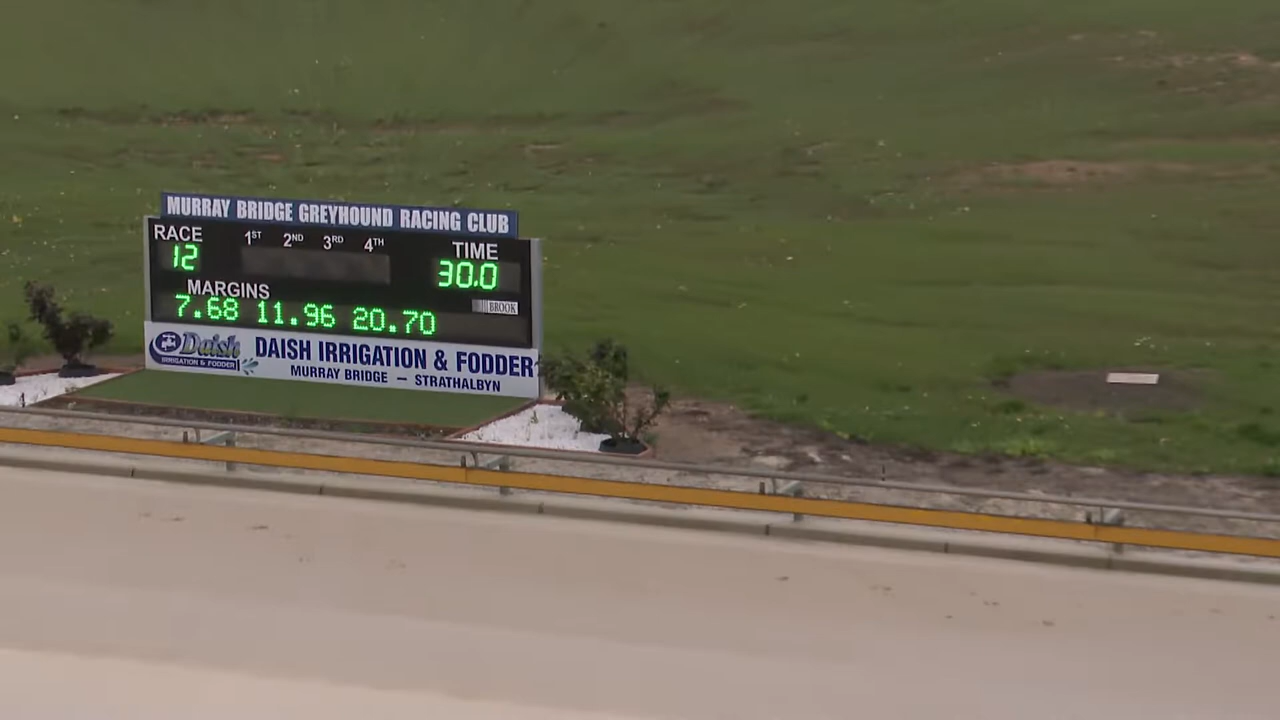 MURRAY BRIDGE GREYHOUND RACING CLUB
RACE 1ST 2ND 3RD 4TH TIME
12 30.0
MARGINS
BROOK
7.68 11.96 20.70
Daish
IRRIGATION & FODDER
DAISH IRRIGATION & FODDER
MURRAY BRIDGE — STRATHALBYN